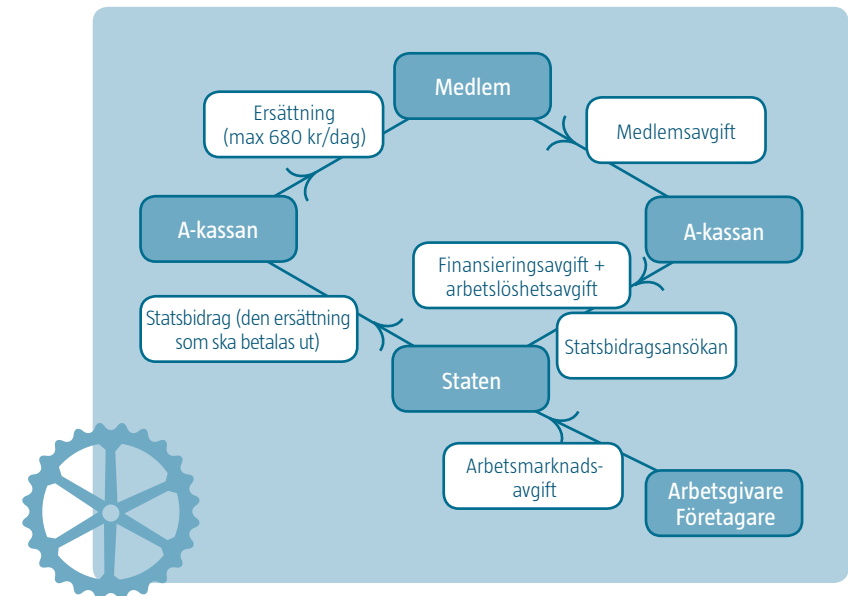 Medlem
Ersättning
(max 680 kr/dag)
Medlemsavgift
A-kassan
A-kassan
Finansieringsavgift +
arbetslöshetsavgift
Statsbidrag (den ersättning
som ska betalas ut)
Statsbidragsansökan
Staten
Arbetsmarknads-
avgift
Arbetsgivare
Företagare